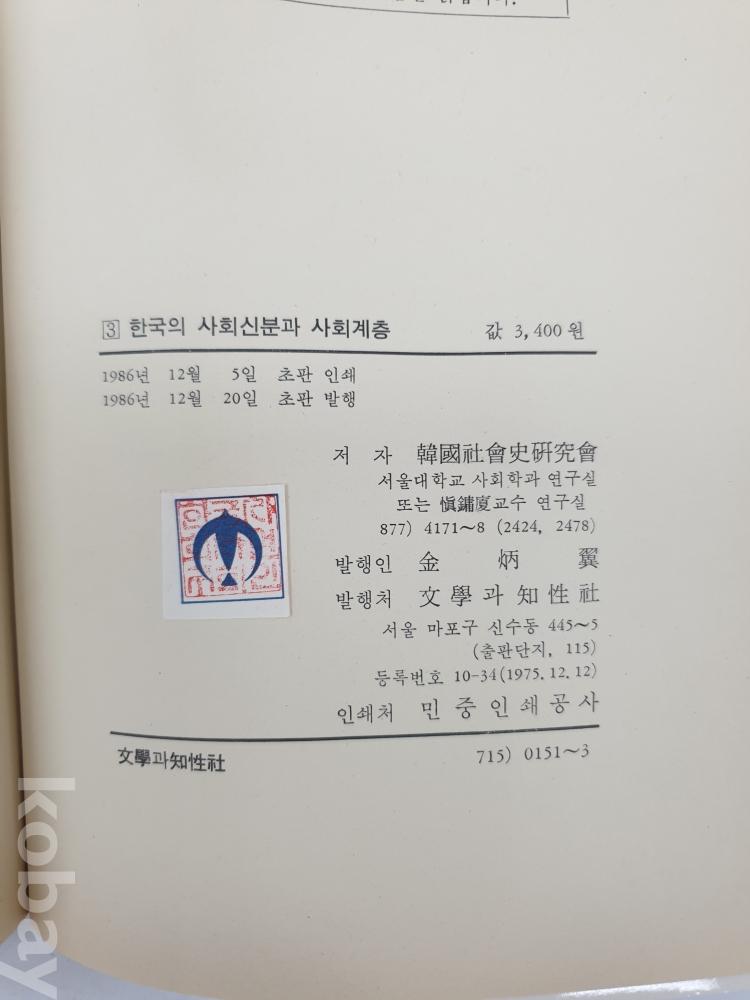 ③ 한국의 사회신분과 사회계층 값 3,400원
1986년 12월 5일 초판 인쇄
1986년 12월 20일 초판 발행
저 자 韓國社會史硏究會
서울대학교 사회학과 연구실
또는 愼鏞廈교수 연구실
877) 4171~8 (2424, 2478)
발행인 金 炳 翼
발행처 文學과知性社
서울 마포구 신수동 445~5
(출판단지, 115)
등록번호 10-34(1975.12.12)
인쇄처 민중인쇄공사
文學과知性社 715) 0151~3
kobay